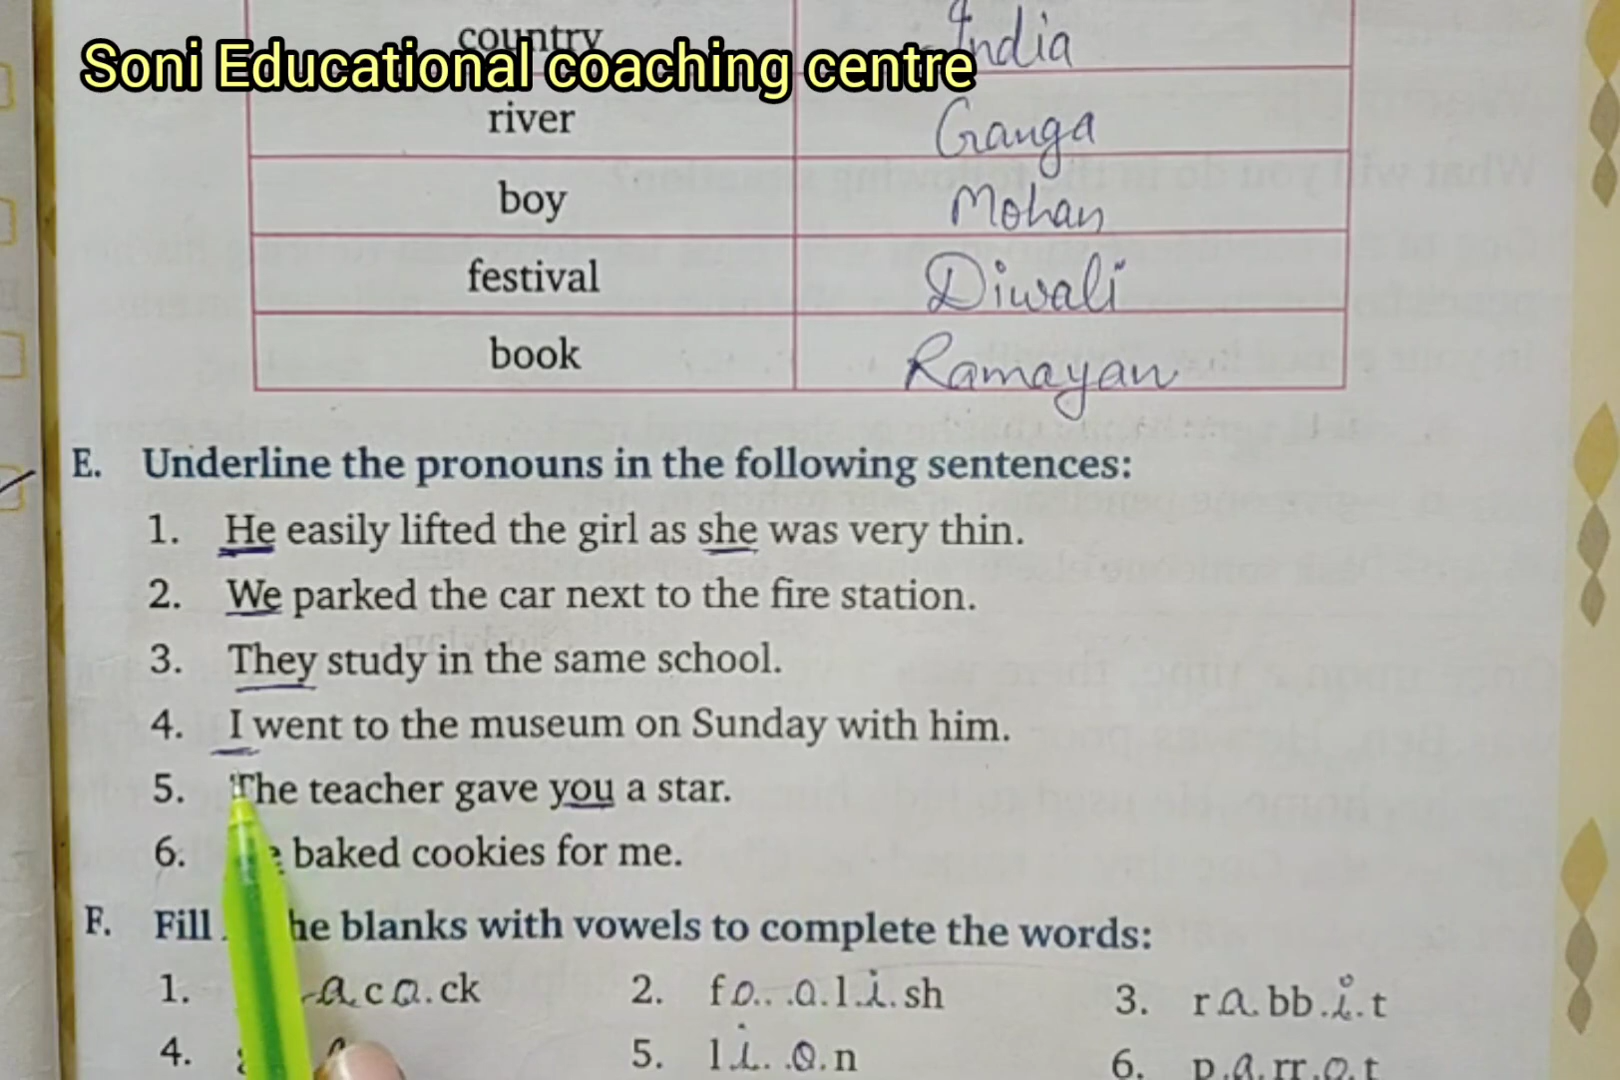 country India
Soni Educational coaching centre
river Ganga
boy Mohan
festival Diwali
book Ramayan
E. Underline the pronouns in the following sentences:
1. He easily lifted the girl as she was very thin.
2. We parked the car next to the fire station.
3. They study in the same school.
4. I went to the museum on Sunday with him.
5. The teacher gave you a star.
6. baked cookies for me.
F. Fill the blanks with vowels to complete the words:
1. a c o . ck 2. f o.. .o. l .i. sh 3. r a. bb .i. t
4. 5. l i. .o. n 6. p .a. rr .o. t